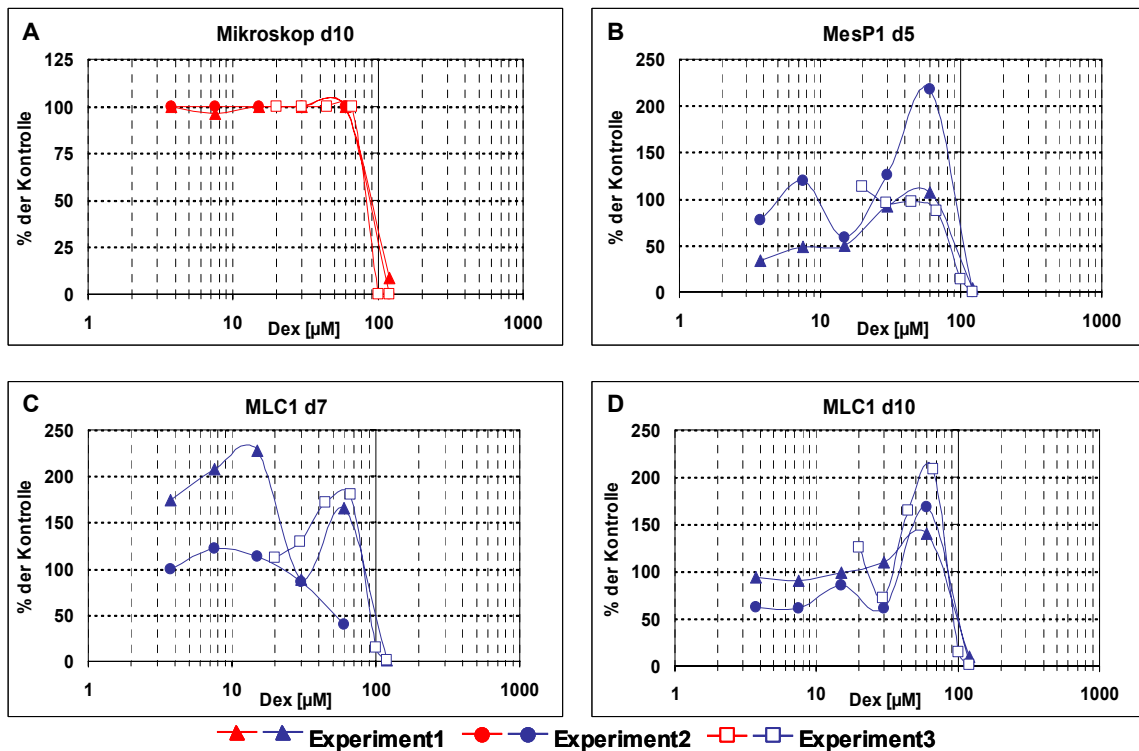 A
Mikroskop d10
% der Kontrolle
125
100
75
50
25
0
1 10 100 1000
Dex [µM]
B
MesP1 d5
% der Kontrolle
250
200
150
100
50
0
1 10 100 1000
Dex [µM]
C
MLC1 d7
% der Kontrolle
250
200
150
100
50
0
1 10 100 1000
Dex [µM]
D
MLC1 d10
% der Kontrolle
250
200
150
100
50
0
1 10 100 1000
Dex [µM]
Experiment1 Experiment2 Experiment3